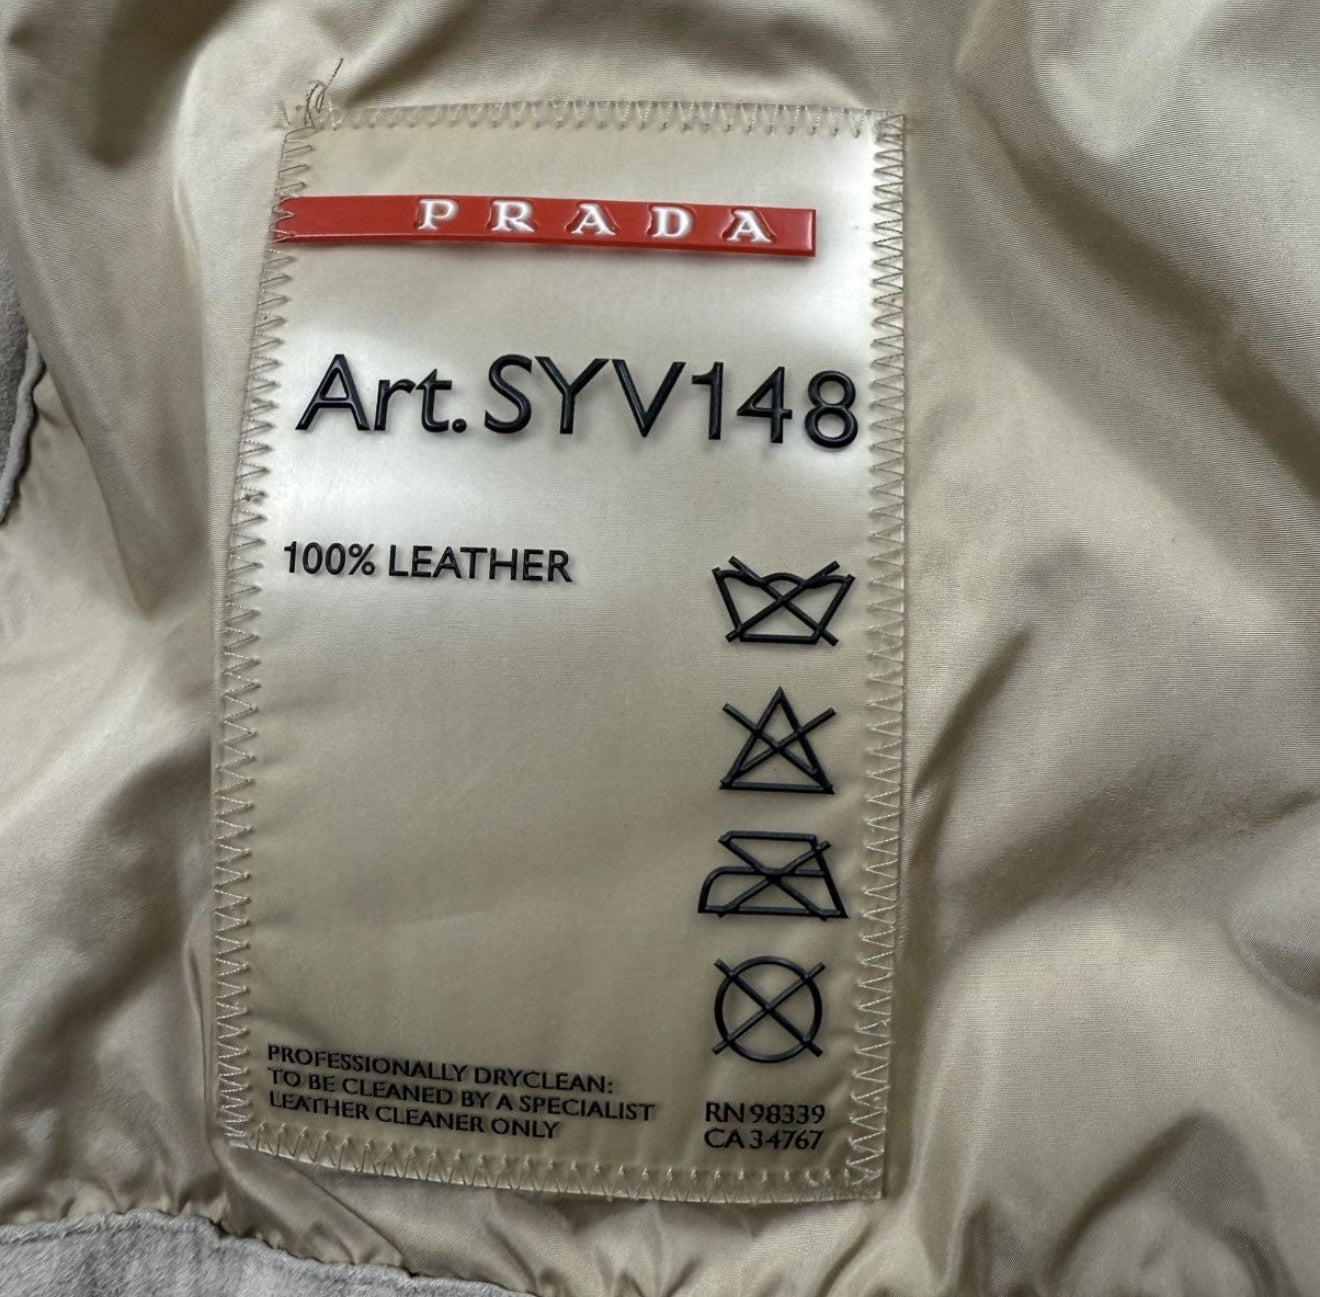 PRADA
Art. SYV148
100% LEATHER
PROFESSIONALLY DRYCLEAN:
TO BE CLEANED BY A SPECIALIST
LEATHER CLEANER ONLY
RN 98339
CA 34767